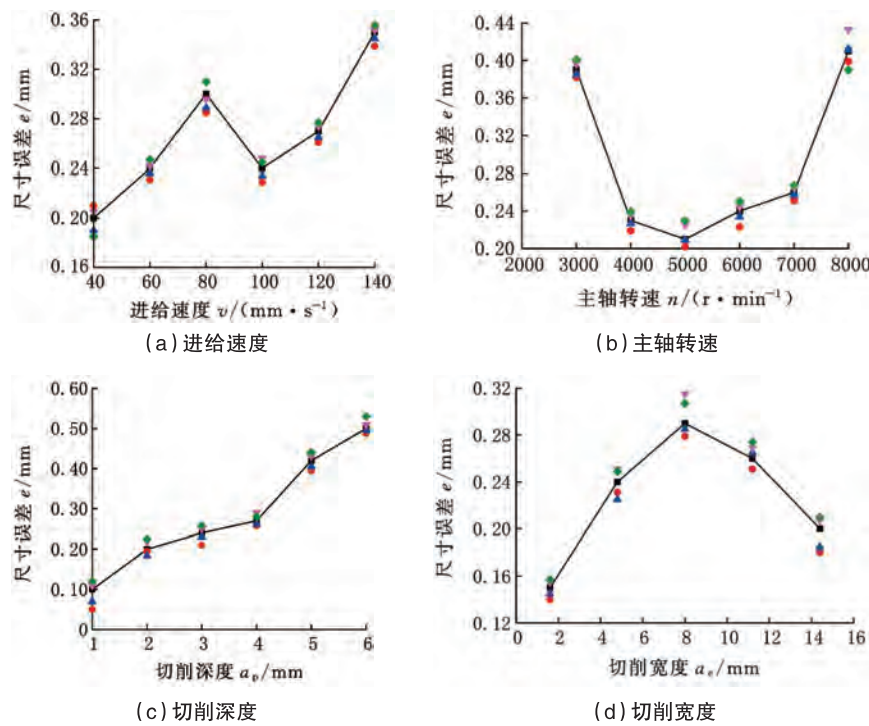 0.36
0.32
0.28
0.24
0.20
0.16
尺寸误差 e/mm
40 60 80 100 120 140
进给速度 v/(mm·s⁻¹)
(a)进给速度
0.44
0.40
0.36
0.32
0.28
0.24
0.20
尺寸误差 e/mm
2000 3000 4000 5000 6000 7000 8000
主轴转速 n/(r·min⁻¹)
(b)主轴转速
0.60
0.50
0.40
0.30
0.20
0.10
0
尺寸误差 e/mm
1 2 3 4 5 6
切削深度 aₚ/mm
(c)切削深度
0.32
0.28
0.24
0.20
0.16
0.12
尺寸误差 e/mm
0 2 4 6 8 10 12 14 16
切削宽度 aₑ/mm
(d)切削宽度